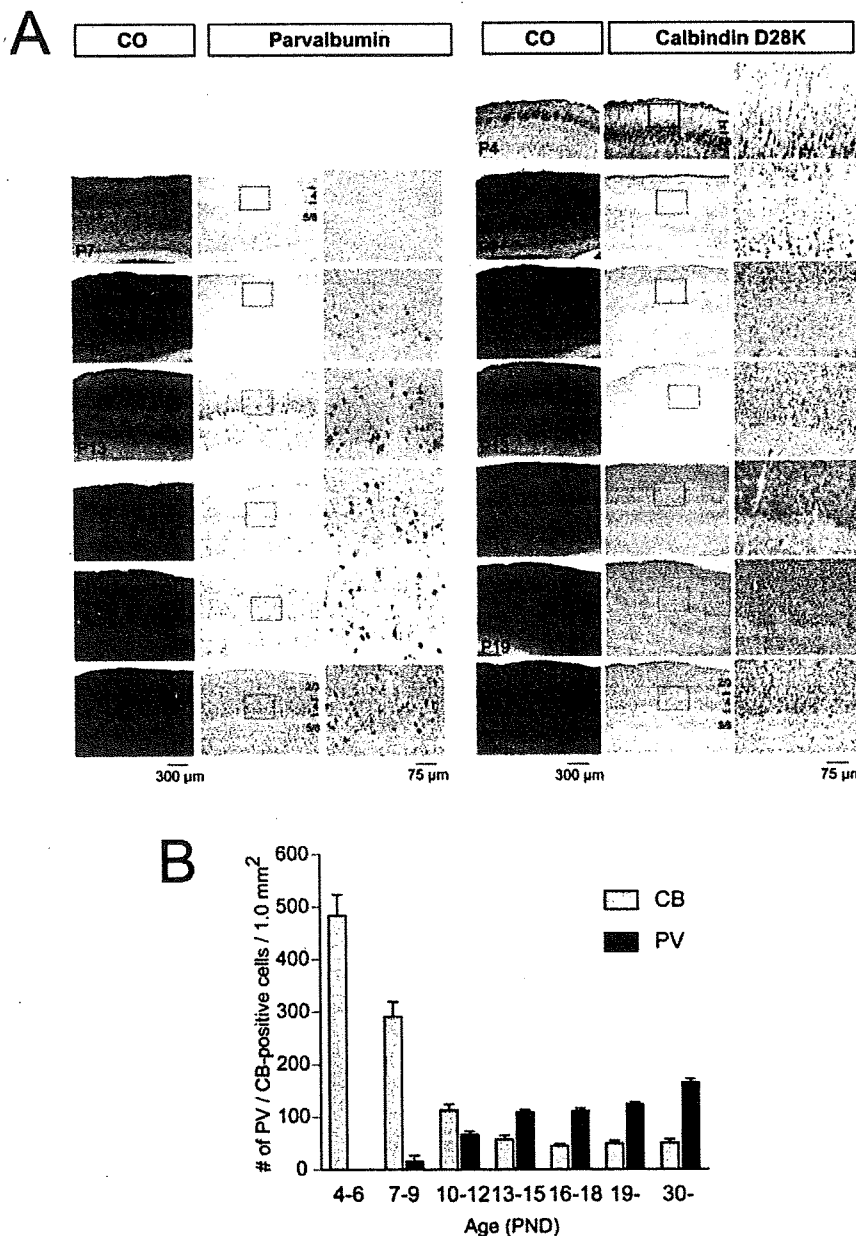 A
CO Parvalbumin CO Calbindin D28K
P4
P7
P13
P19
300 µm 75 µm 300 µm 75 µm
B
600
500
400
300
200
100
0
# of PV / CB-positive cells / 1.0 mm²
CB
PV
4-6 7-9 10-12 13-15 16-18 19- 30-
Age (PND)